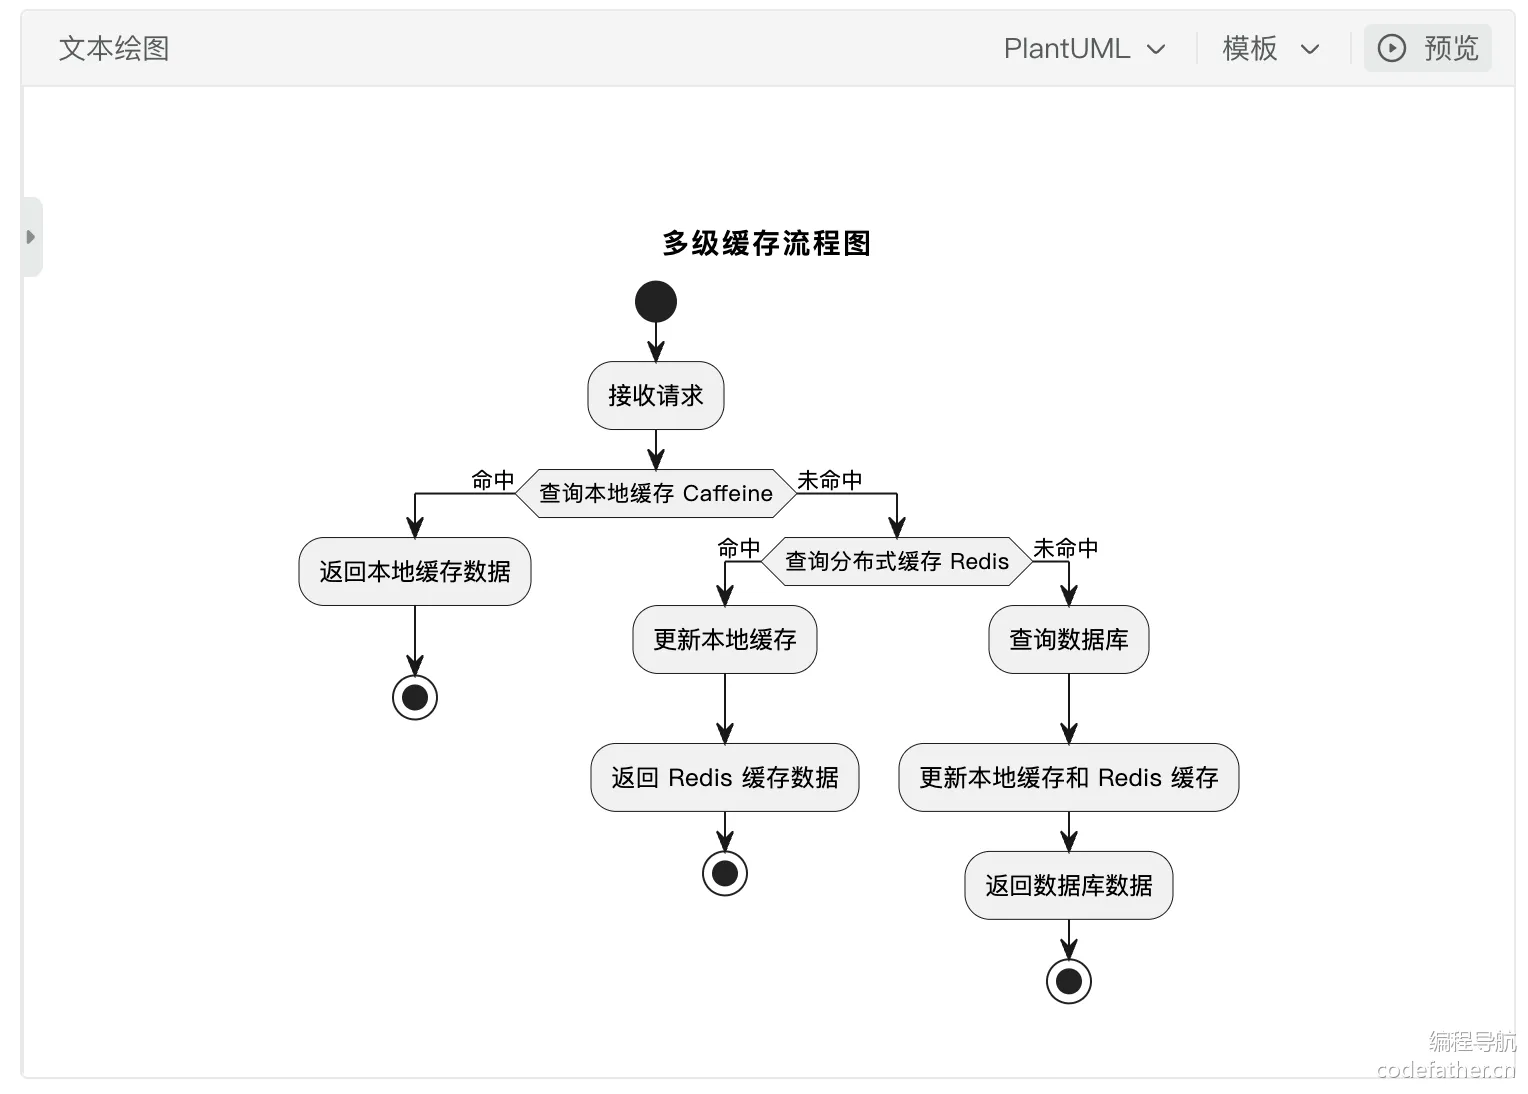 文本绘图
PlantUML
模板
预览
多级缓存流程图
接收请求
命中
查询本地缓存 Caffeine
未命中
返回本地缓存数据
命中
查询分布式缓存 Redis
未命中
更新本地缓存
查询数据库
返回 Redis 缓存数据
更新本地缓存和 Redis 缓存
返回数据库数据
编程导航
codefather.cn